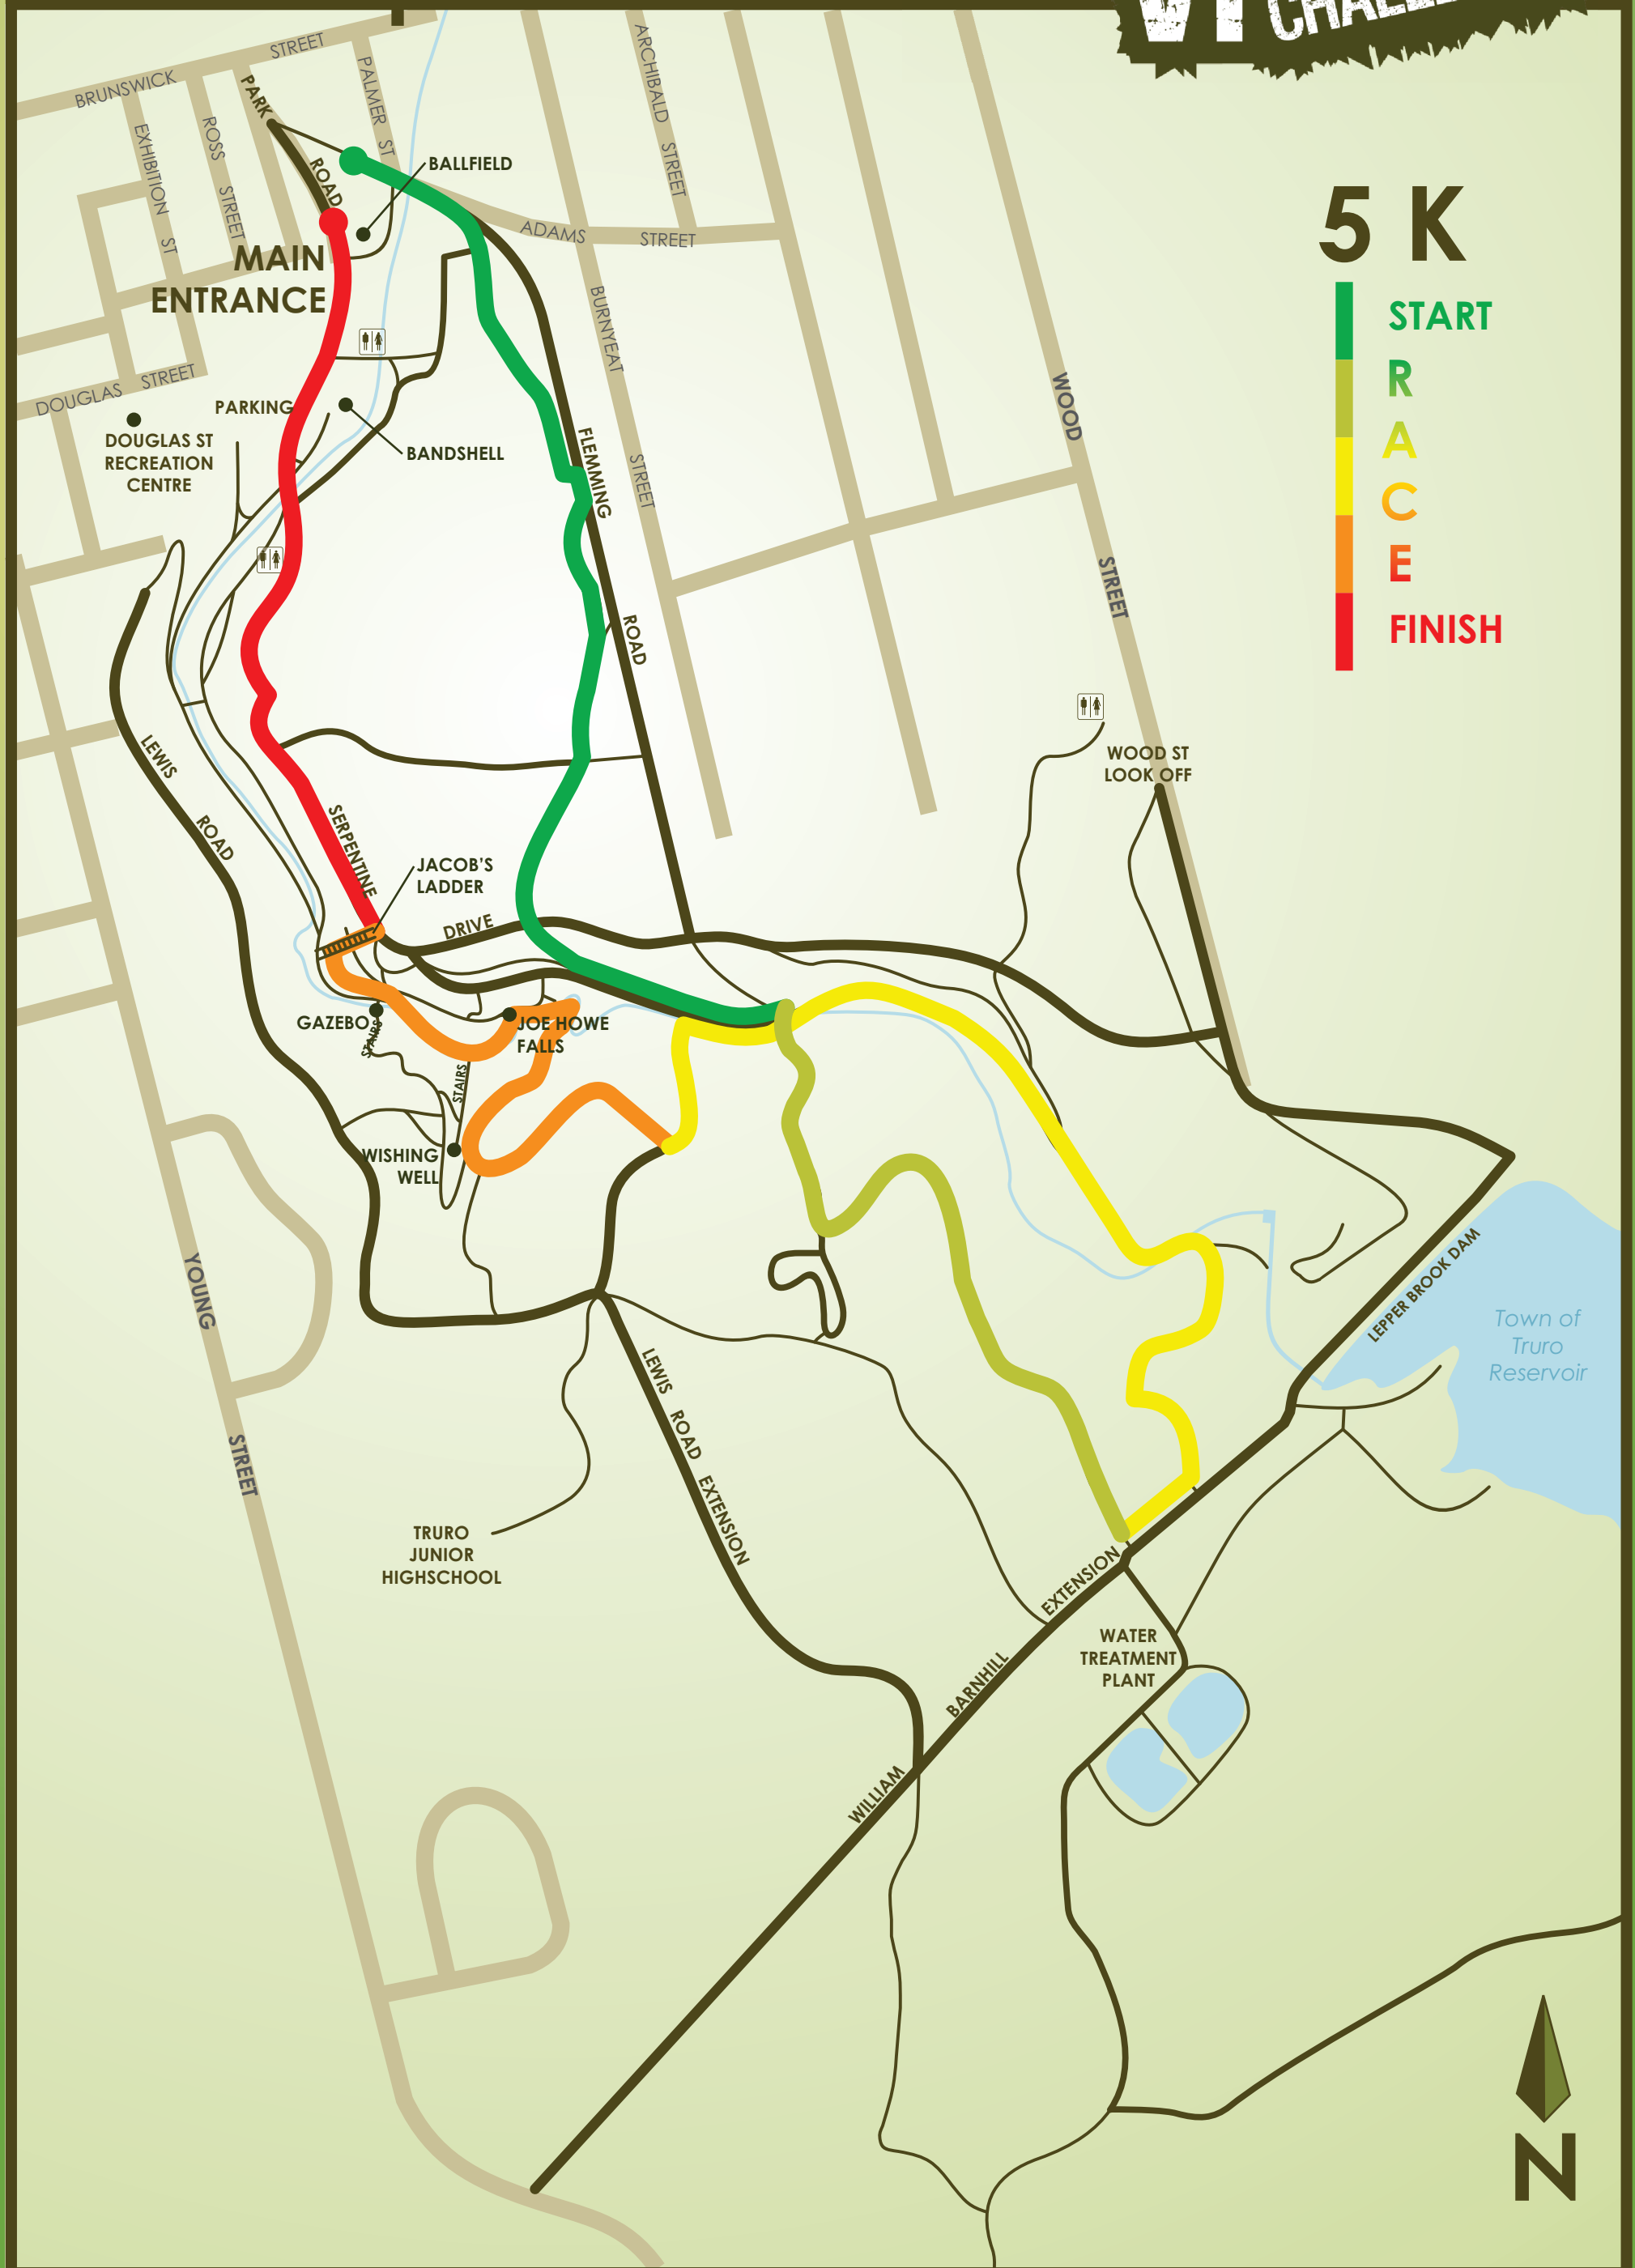 BRUNSWICK STREET
PARK ROAD
PALMER ST
EXHIBITION ST
ROSS STREET
ARCHIBALD STREET
BALLFIELD
ADAMS STREET
MAIN
ENTRANCE
5 K
START
R
A
C
E
FINISH
BURNYEAT STREET
DOUGLAS STREET
PARKING
DOUGLAS ST
RECREATION
CENTRE
BANDSHELL
FLEMMING ROAD
WOOD STREET
WOOD ST
LOOK OFF
LEWIS ROAD
SERPENTINE DRIVE
JACOB'S
LADDER
GAZEBO
STAIRS
JOE HOWE
FALLS
STAIRS
WISHING
WELL
YOUNG STREET
LEPPER BROOK DAM
Town of
Truro
Reservoir
LEWIS ROAD EXTENSION
TRURO
JUNIOR
HIGHSCHOOL
WILLIAM BARNHILL EXTENSION
WATER
TREATMENT
PLANT
N